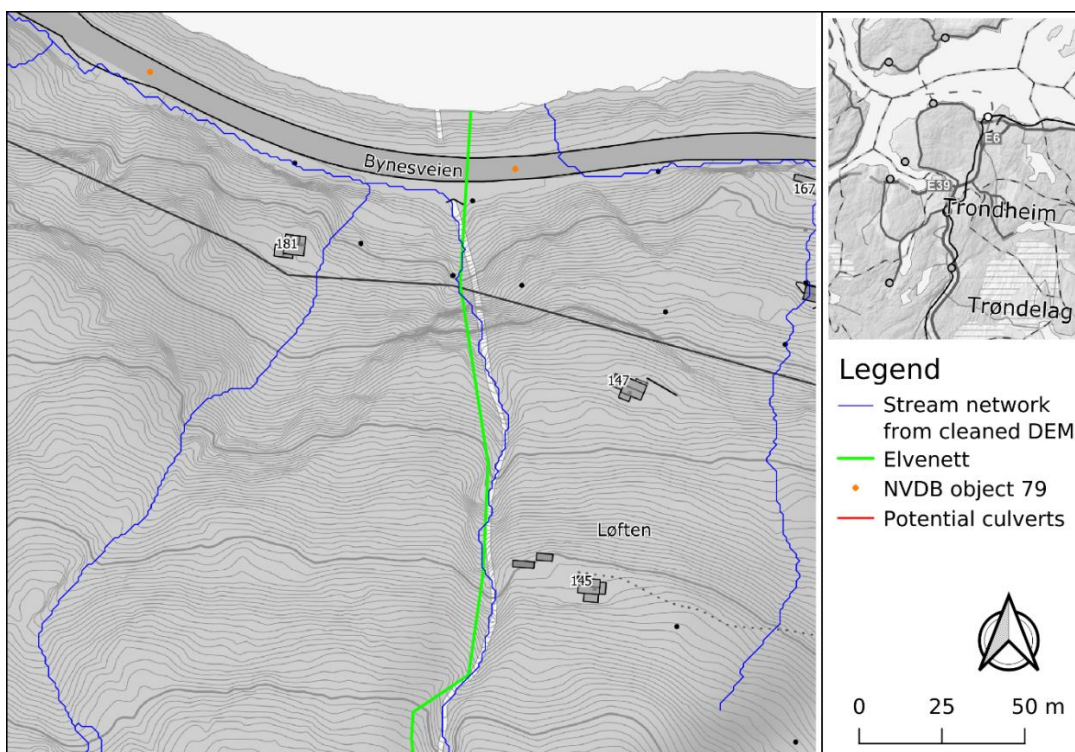 Bynesveien
167
181
147
Løften
145
E6
E39
Trondheim
Trøndelag
Legend
Stream network
from cleaned DEM
Elvenett
NVDB object 79
Potential culverts
0 25 50 m